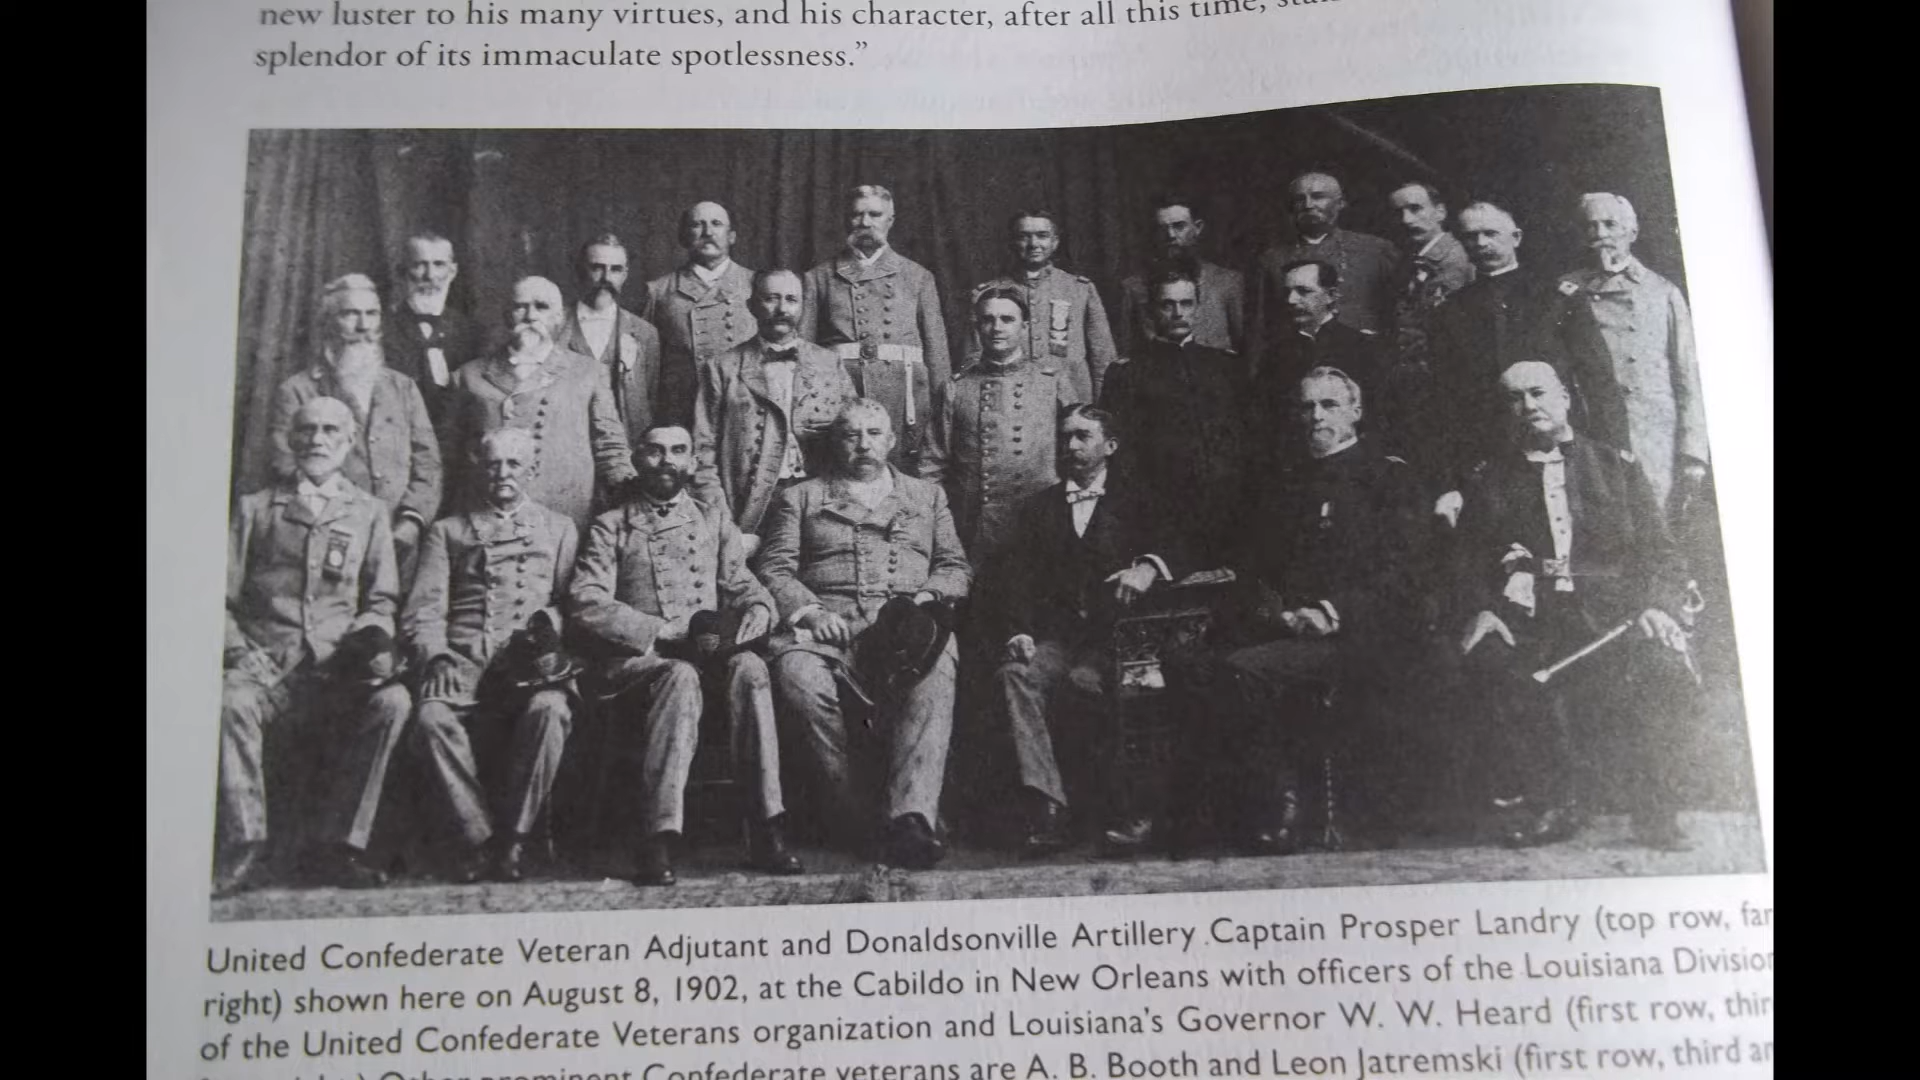 new luster to his many virtues, and his character, after all this time,
splendor of its immaculate spotlessness.”
United Confederate Veteran Adjutant and Donaldsonville Artillery Captain Prosper Landry (top row, far
right) shown here on August 8, 1902, at the Cabildo in New Orleans with officers of the Louisiana Division
of the United Confederate Veterans organization and Louisiana's Governor W. W. Heard (first row,
Confederate veterans are A. B. Booth and Leon Jatremski (first row, third